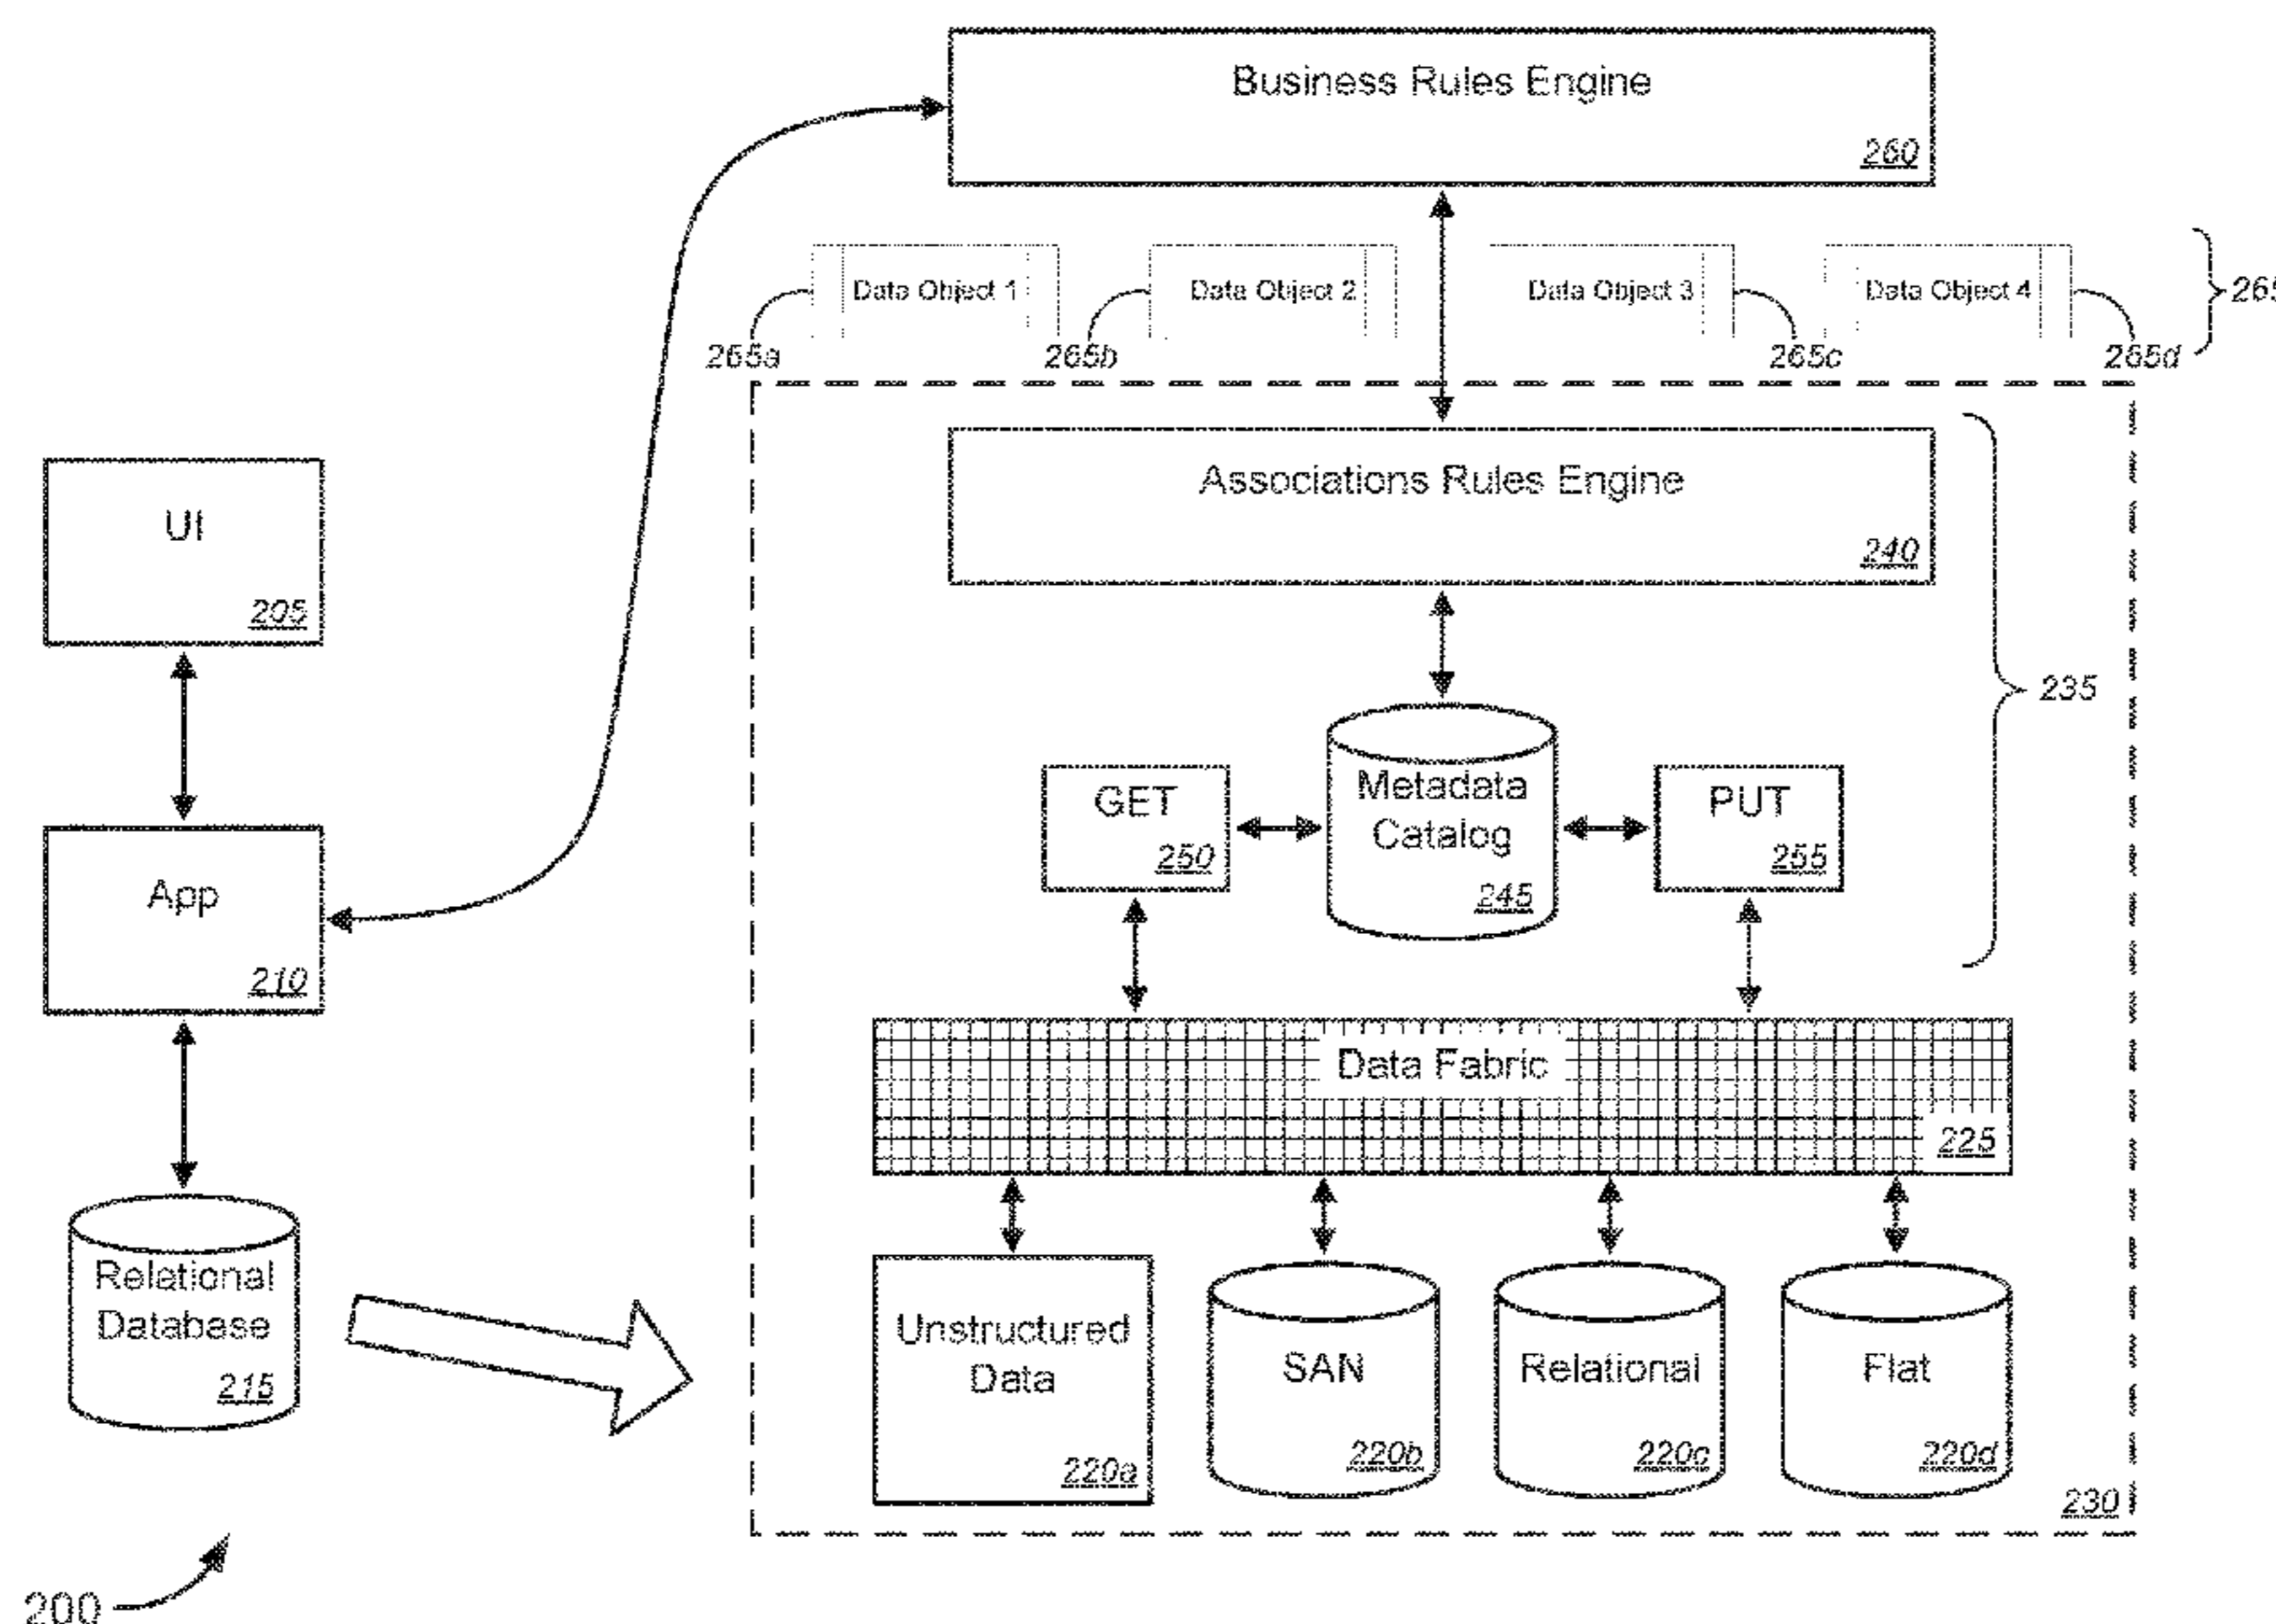 Business Rules Engine
260
Data Object 1
Data Object 2
Data Object 3
Data Object 4
265
265a
265b
265c
265d
Associations Rules Engine
240
UI
205
235
GET
250
Metadata
Catalog
245
PUT
255
App
210
Data Fabric
225
Relational
Database
215
Unstructured
Data
220a
SAN
220b
Relational
220c
Flat
220d
230
200